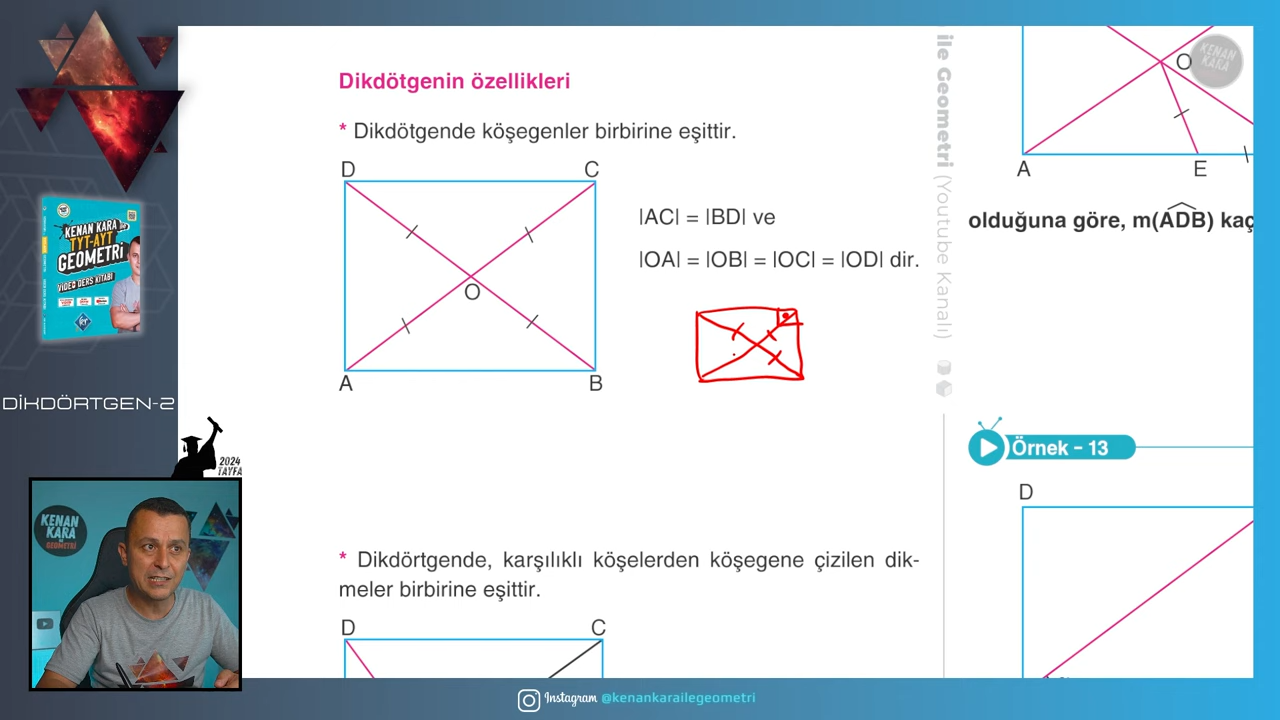 KENAN KARA
TYT-AYT
GEOMETRİ
VİDEO DERS KİTABI
DİKDÖRTGEN-2
2024
TAYFA
KENAN
KARA
GEOMETRİ
Dikdötgenin özellikleri
* Dikdötgende köşegenler birbirine eşittir.
D C
O
A B
|AC| = |BD| ve
|OA| = |OB| = |OC| = |OD| dir.
* Dikdörtgende, karşılıklı köşelerden köşegene çizilen dik-
meler birbirine eşittir.
D C
ile Geometri (Youtube Kanalı)
KENAN
KARA
O
A E
olduğuna göre, m(ADB) kaç
Örnek - 13
D
Instagram @kenankarailegeometri